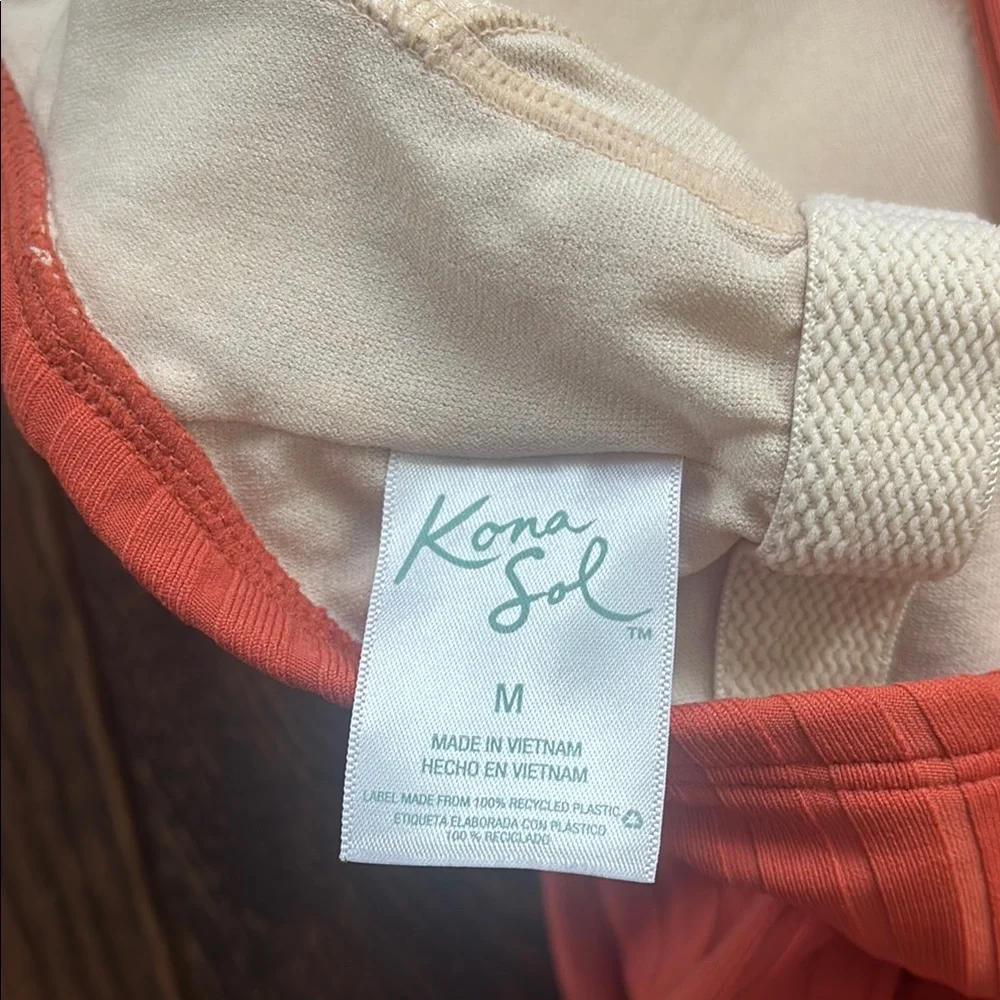 Kona
Sol
TM
M
MADE IN VIETNAM
HECHO EN VIETNAM
LABEL MADE FROM 100% RECYCLED PLASTIC
ETIQUETA ELABORADA CON PLÁSTICO
100 % RECICLADO